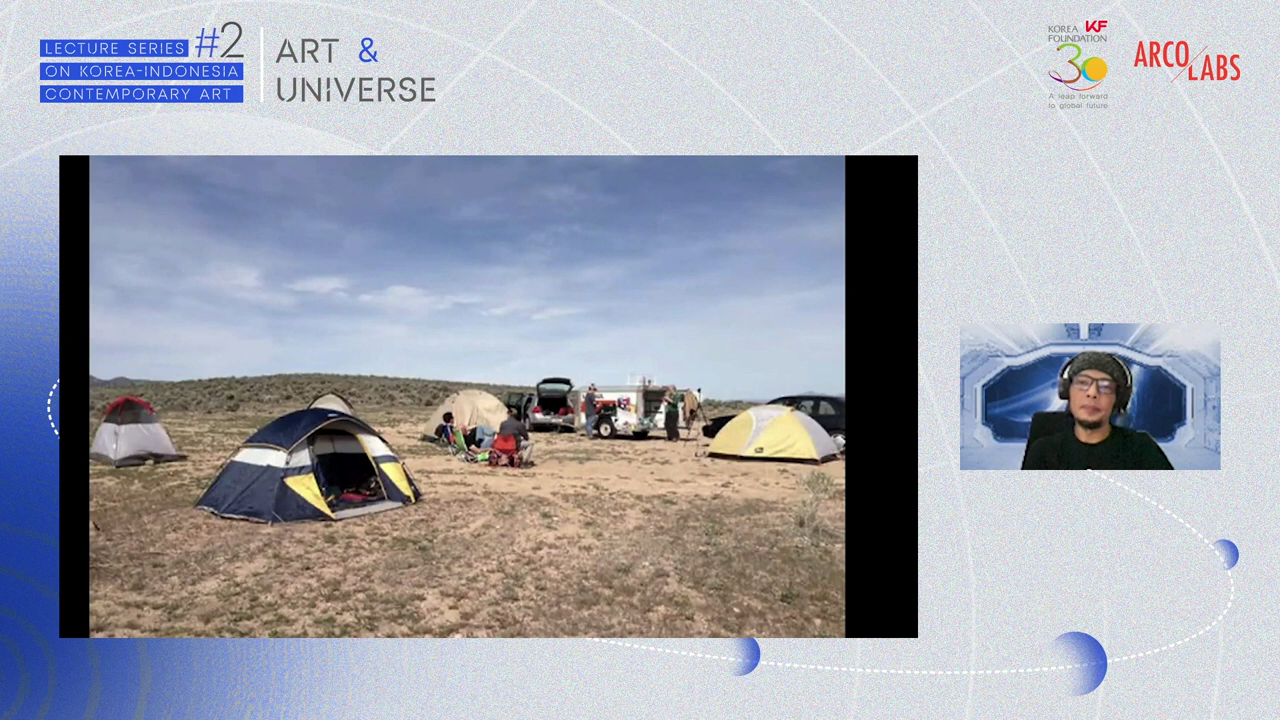 LECTURE SERIES #2
ON KOREA-INDONESIA
CONTEMPORARY ART
ART &
UNIVERSE
KOREA KF
FOUNDATION
30
A leap forward
to global future
ARCO
LABS